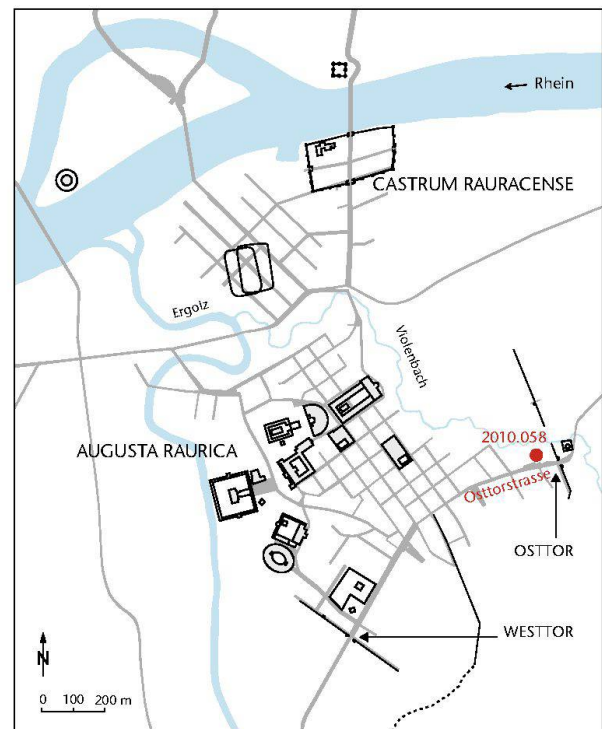 Rhein
CASTRUM RAURACENSE
Ergolz
Violenbach
AUGUSTA RAURICA
2010.058
Osttorstrasse
OSTTOR
WESTTOR
N
0 100 200 m